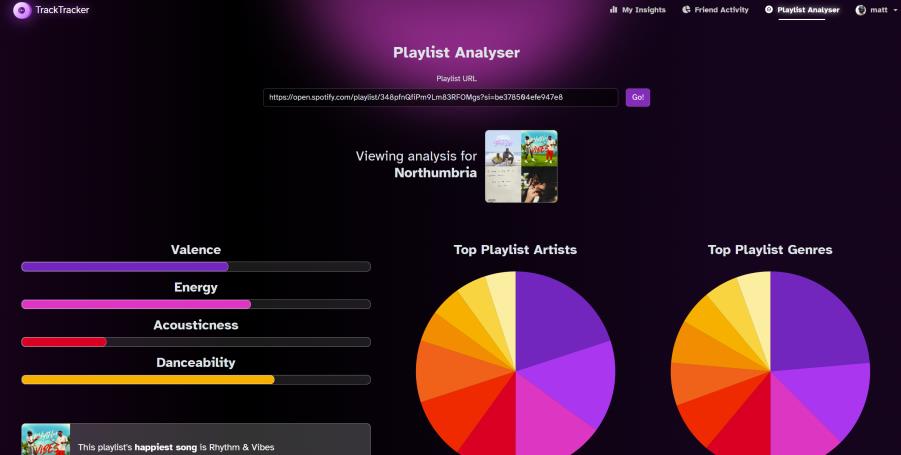 TrackTracker
My Insights
Friend Activity
Playlist Analyser
matt
Playlist Analyser
Playlist URL
https://open.spotify.com/playlist/348pfnQfiPm9Lm83RFOMgs?si=be378504efe947e8
Go!
Viewing analysis for
Northumbria
Valence
Energy
Acousticness
Danceability
Top Playlist Artists
Top Playlist Genres
VIBES
This playlist's happiest song is Rhythm & Vibes